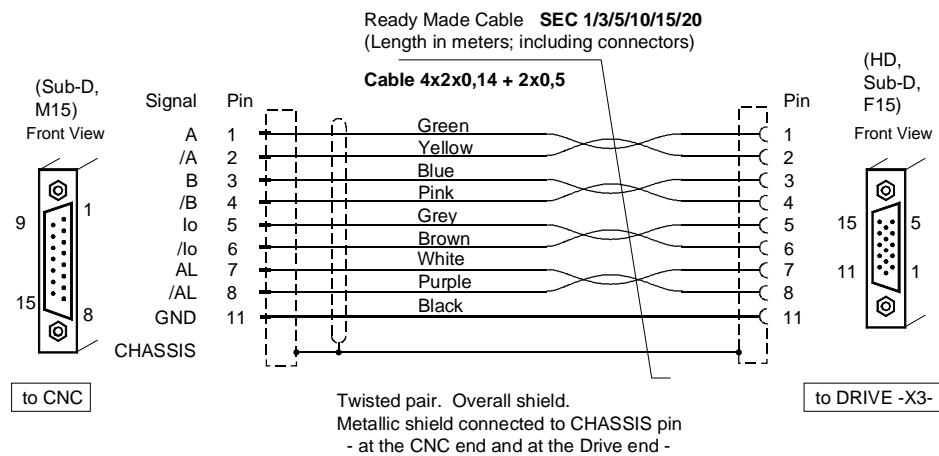 Ready Made Cable SEC 1/3/5/10/15/20
(Length in meters; including connectors)
Cable 4x2x0,14 + 2x0,5
(Sub-D,
M15)
Front View
9
1
15
8
to CNC
Signal Pin
A 1
/A 2
B 3
/B 4
Io 5
/Io 6
AL 7
/AL 8
GND 11
CHASSIS
Green
Yellow
Blue
Pink
Grey
Brown
White
Purple
Black
Pin
1
2
3
4
5
6
7
8
11
(HD,
Sub-D,
F15)
Front View
15
5
11
1
to DRIVE -X3-
Twisted pair. Overall shield.
Metallic shield connected to CHASSIS pin
- at the CNC end and at the Drive end -